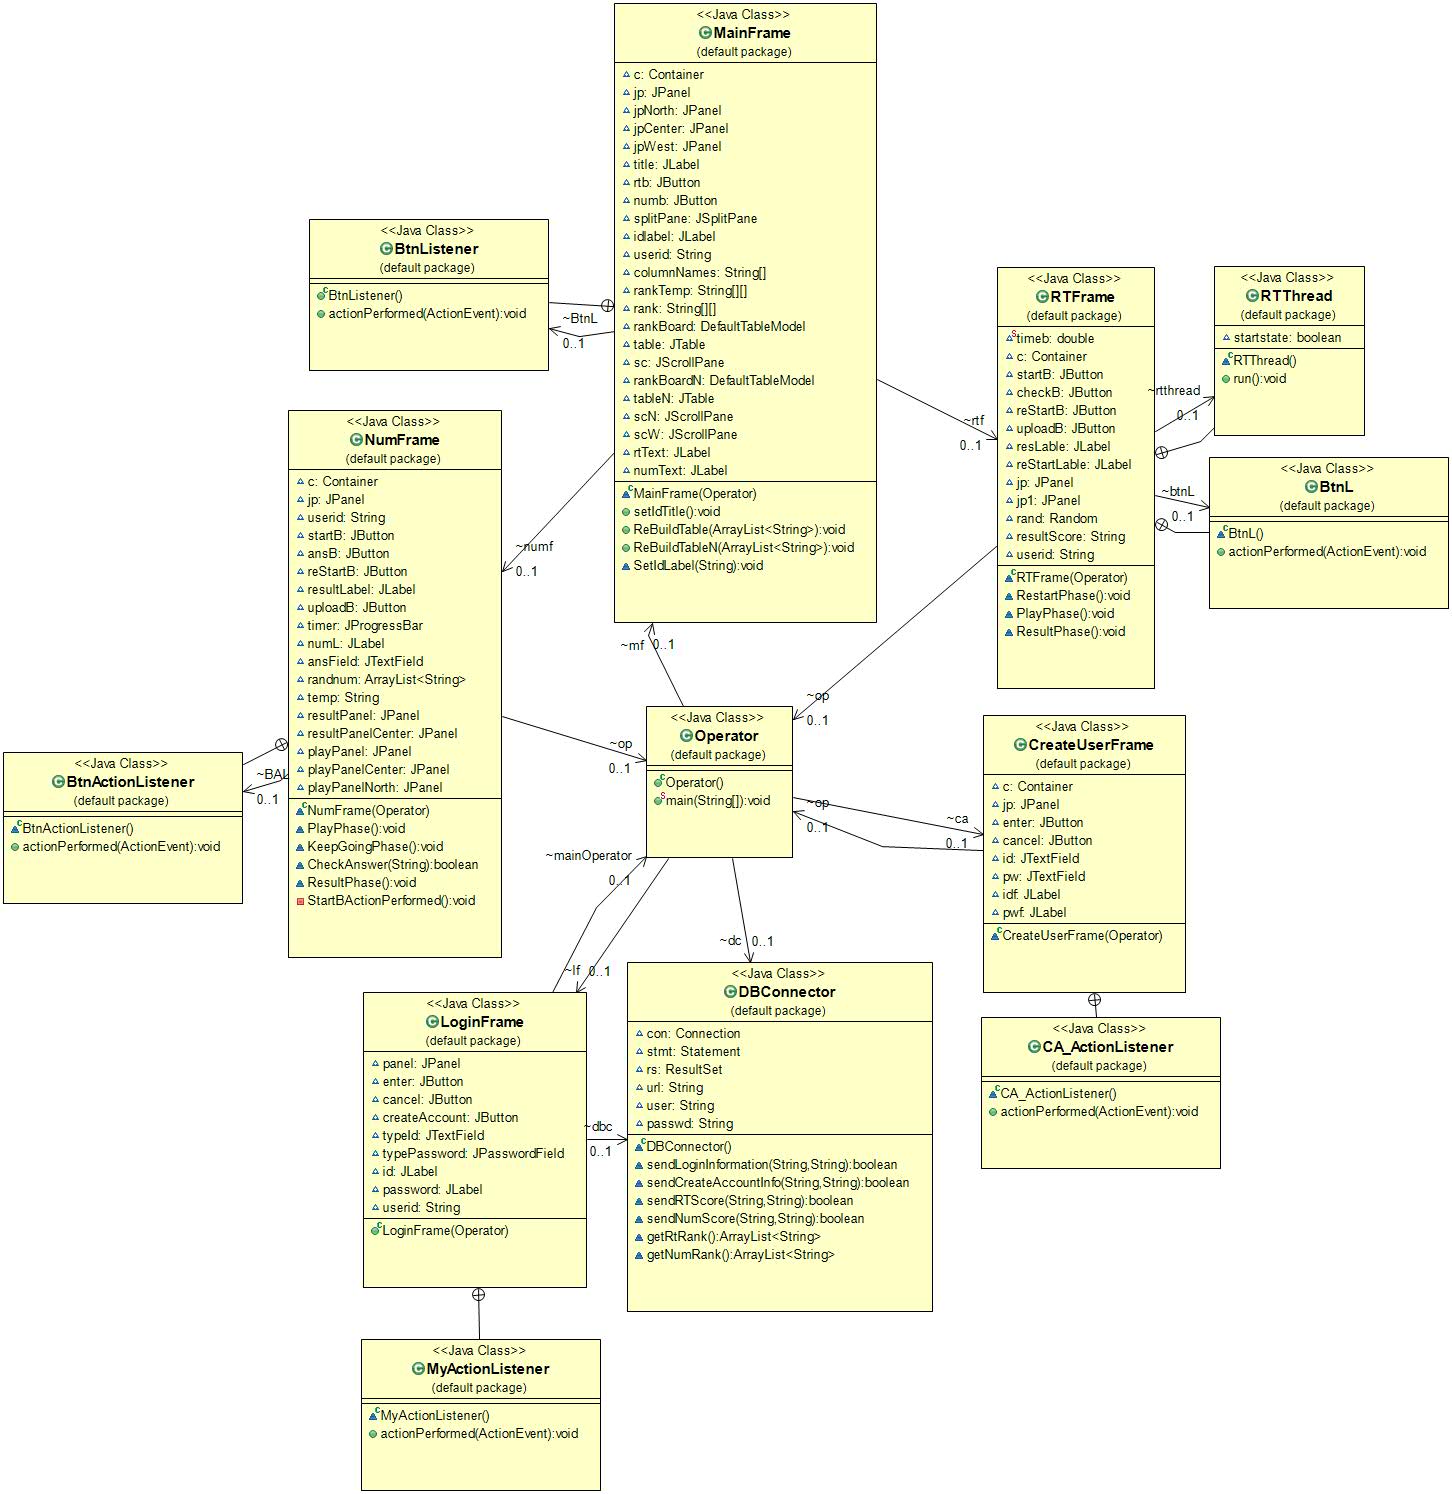 <<Java Class>>
MainFrame
(default package)
c: Container
jp: JPanel
jpNorth: JPanel
jpCenter: JPanel
jpWest: JPanel
title: JLabel
rtb: JButton
numb: JButton
splitPane: JSplitPane
idlabel: JLabel
userid: String
columnNames: String[]
rankTemp: String[][]
rank: String[][]
rankBoard: DefaultTableModel
table: JTable
sc: JScrollPane
rankBoardN: DefaultTableModel
tableN: JTable
scN: JScrollPane
scW: JScrollPane
rtText: JLabel
numText: JLabel
MainFrame(Operator)
setIdTitle():void
ReBuildTable(ArrayList<String>):void
ReBuildTableN(ArrayList<String>):void
SetIdLabel(String):void
<<Java Class>>
BtnListener
(default package)
BtnListener()
actionPerformed(ActionEvent):void
~BtnL
0..1
<<Java Class>>
RTFrame
(default package)
timeb: double
c: Container
startB: JButton
checkB: JButton
reStartB: JButton
uploadB: JButton
resLable: JLabel
reStartLable: JLabel
jp: JPanel
jp1: JPanel
rand: Random
resultScore: String
userid: String
RTFrame(Operator)
RestartPhase():void
PlayPhase():void
ResultPhase():void
~rtf
0..1
<<Java Class>>
RTThread
(default package)
startstate: boolean
RTThread()
run():void
~rtthread
0..1
<<Java Class>>
BtnL
(default package)
BtnL()
actionPerformed(ActionEvent):void
~btnL
0..1
<<Java Class>>
NumFrame
(default package)
c: Container
jp: JPanel
userid: String
startB: JButton
ansB: JButton
reStartB: JButton
resultLabel: JLabel
uploadB: JButton
timer: JProgressBar
numL: JLabel
ansField: JTextField
randnum: ArrayList<String>
temp: String
resultPanel: JPanel
resultPanelCenter: JPanel
playPanel: JPanel
playPanelCenter: JPanel
playPanelNorth: JPanel
NumFrame(Operator)
PlayPhase():void
KeepGoingPhase():void
CheckAnswer(String):boolean
ResultPhase():void
StartBActionPerformed():void
~numf
0..1
<<Java Class>>
BtnActionListener
(default package)
BtnActionListener()
actionPerformed(ActionEvent):void
~BAL
0..1
~mf
0..1
~op
0..1
<<Java Class>>
Operator
(default package)
Operator()
main(String[]):void
~op
0..1
~op
0..1
~ca
0..1
<<Java Class>>
CreateUserFrame
(default package)
c: Container
jp: JPanel
enter: JButton
cancel: JButton
id: JTextField
pw: JTextField
idf: JLabel
pwf: JLabel
CreateUserFrame(Operator)
<<Java Class>>
CA_ActionListener
(default package)
CA_ActionListener()
actionPerformed(ActionEvent):void
~mainOperator
0..1
~lf
0..1
~dc
0..1
<<Java Class>>
LoginFrame
(default package)
panel: JPanel
enter: JButton
cancel: JButton
createAccount: JButton
typeId: JTextField
typePassword: JPasswordField
id: JLabel
password: JLabel
userid: String
LoginFrame(Operator)
~dbc
0..1
<<Java Class>>
DBConnector
(default package)
con: Connection
stmt: Statement
rs: ResultSet
url: String
user: String
passwd: String
DBConnector()
sendLoginInformation(String,String):boolean
sendCreateAccountInfo(String,String):boolean
sendRTScore(String,String):boolean
sendNumScore(String,String):boolean
getRtRank():ArrayList<String>
getNumRank():ArrayList<String>
<<Java Class>>
MyActionListener
(default package)
MyActionListener()
actionPerformed(ActionEvent):void